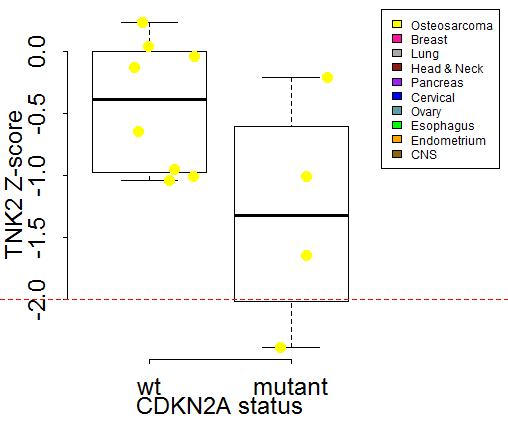 TNK2 Z-score
0.0
-0.5
-1.0
-1.5
-2.0
wt mutant
CDKN2A status
Osteosarcoma
Breast
Lung
Head & Neck
Pancreas
Cervical
Ovary
Esophagus
Endometrium
CNS